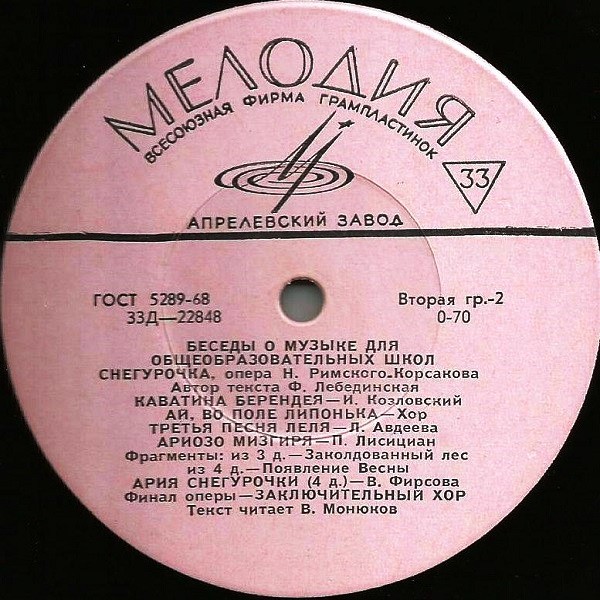 МЕЛОДИЯ
ВСЕСОЮЗНАЯ ФИРМА ГРАМПЛАСТИНОК
33
АПРЕЛЕВСКИЙ ЗАВОД
ГОСТ 5289-68 Вторая гр.-2
33Д—22848 0-70
БЕСЕДЫ О МУЗЫКЕ ДЛЯ
ОБЩЕОБРАЗОВАТЕЛЬНЫХ ШКОЛ
СНЕГУРОЧКА, опера Н. Римского-Корсакова
Автор текста Ф. Лебединская
КАВАТИНА БЕРЕНДЕЯ—И. Козловский
АЙ, ВО ПОЛЕ ЛИПОНЬКА—Хор
ТРЕТЬЯ ПЕСНЯ ЛЕЛЯ—Л. Авдеева
АРИОЗО МИЗГИРЯ—П. Лисициан
Фрагменты: из 3 д.—Заколдованный лес
из 4 д.—Появление Весны
АРИЯ СНЕГУРОЧКИ (4 д.)—В. Фирсова
Финал оперы—ЗАКЛЮЧИТЕЛЬНЫЙ ХОР
Текст читает В. Монюков